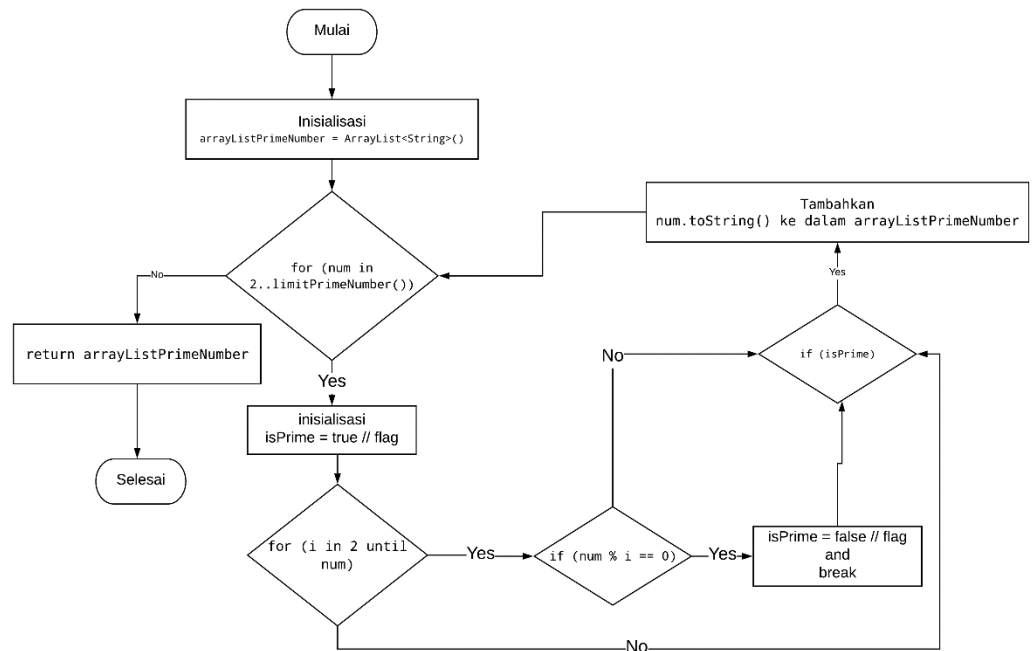 Mulai
Inisialisasi
arrayListPrimeNumber = ArrayList<String>()
for (num in
2..limitPrimeNumber())
No
return arrayListPrimeNumber
Selesai
Yes
inisialisasi
isPrime = true // flag
for (i in 2 until
num)
Yes
if (num % i == 0)
No
Yes
isPrime = false // flag
and
break
No
if (isPrime)
Yes
Tambahkan
num.toString() ke dalam arrayListPrimeNumber